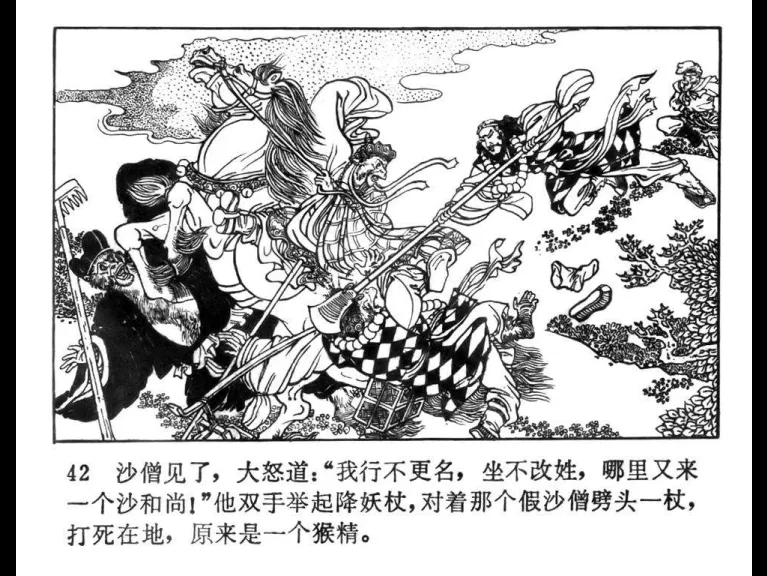 42 沙僧见了，大怒道：“我行不更名，坐不改姓，哪里又来
一个沙和尚！”他双手举起降妖杖，对着那个假沙僧劈头一杖，
打死在地，原来是一个猴精。